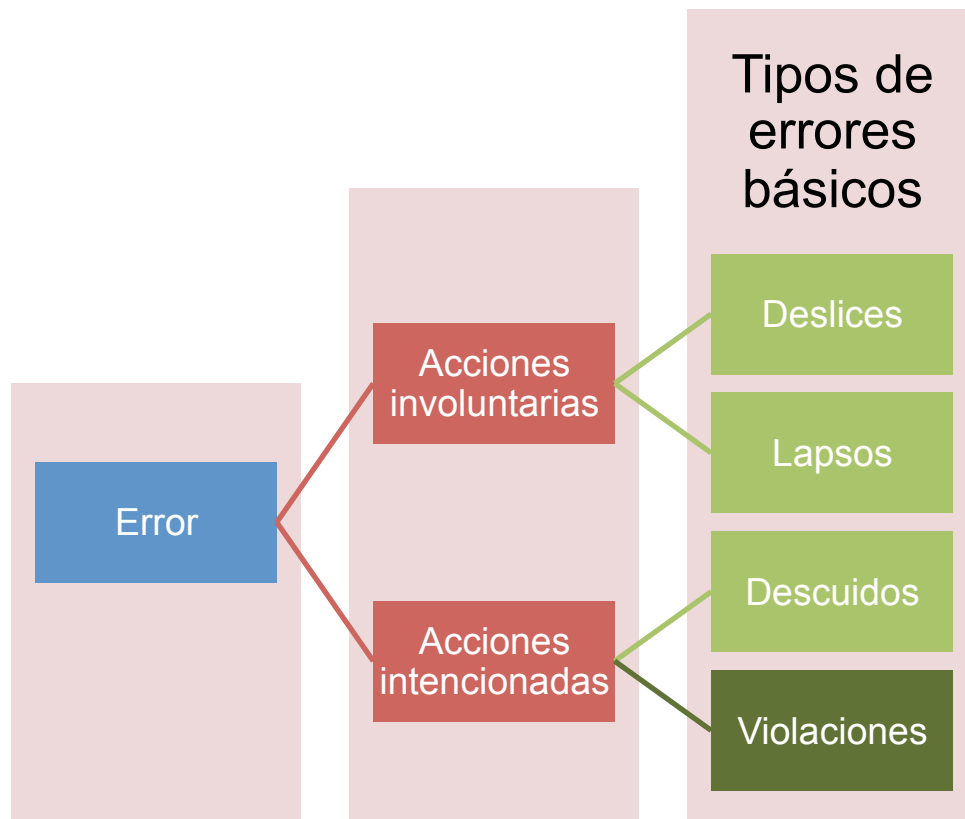 Tipos de
errores
básicos
Error
Acciones
involuntarias
Acciones
intencionadas
Deslices
Lapsos
Descuidos
Violaciones